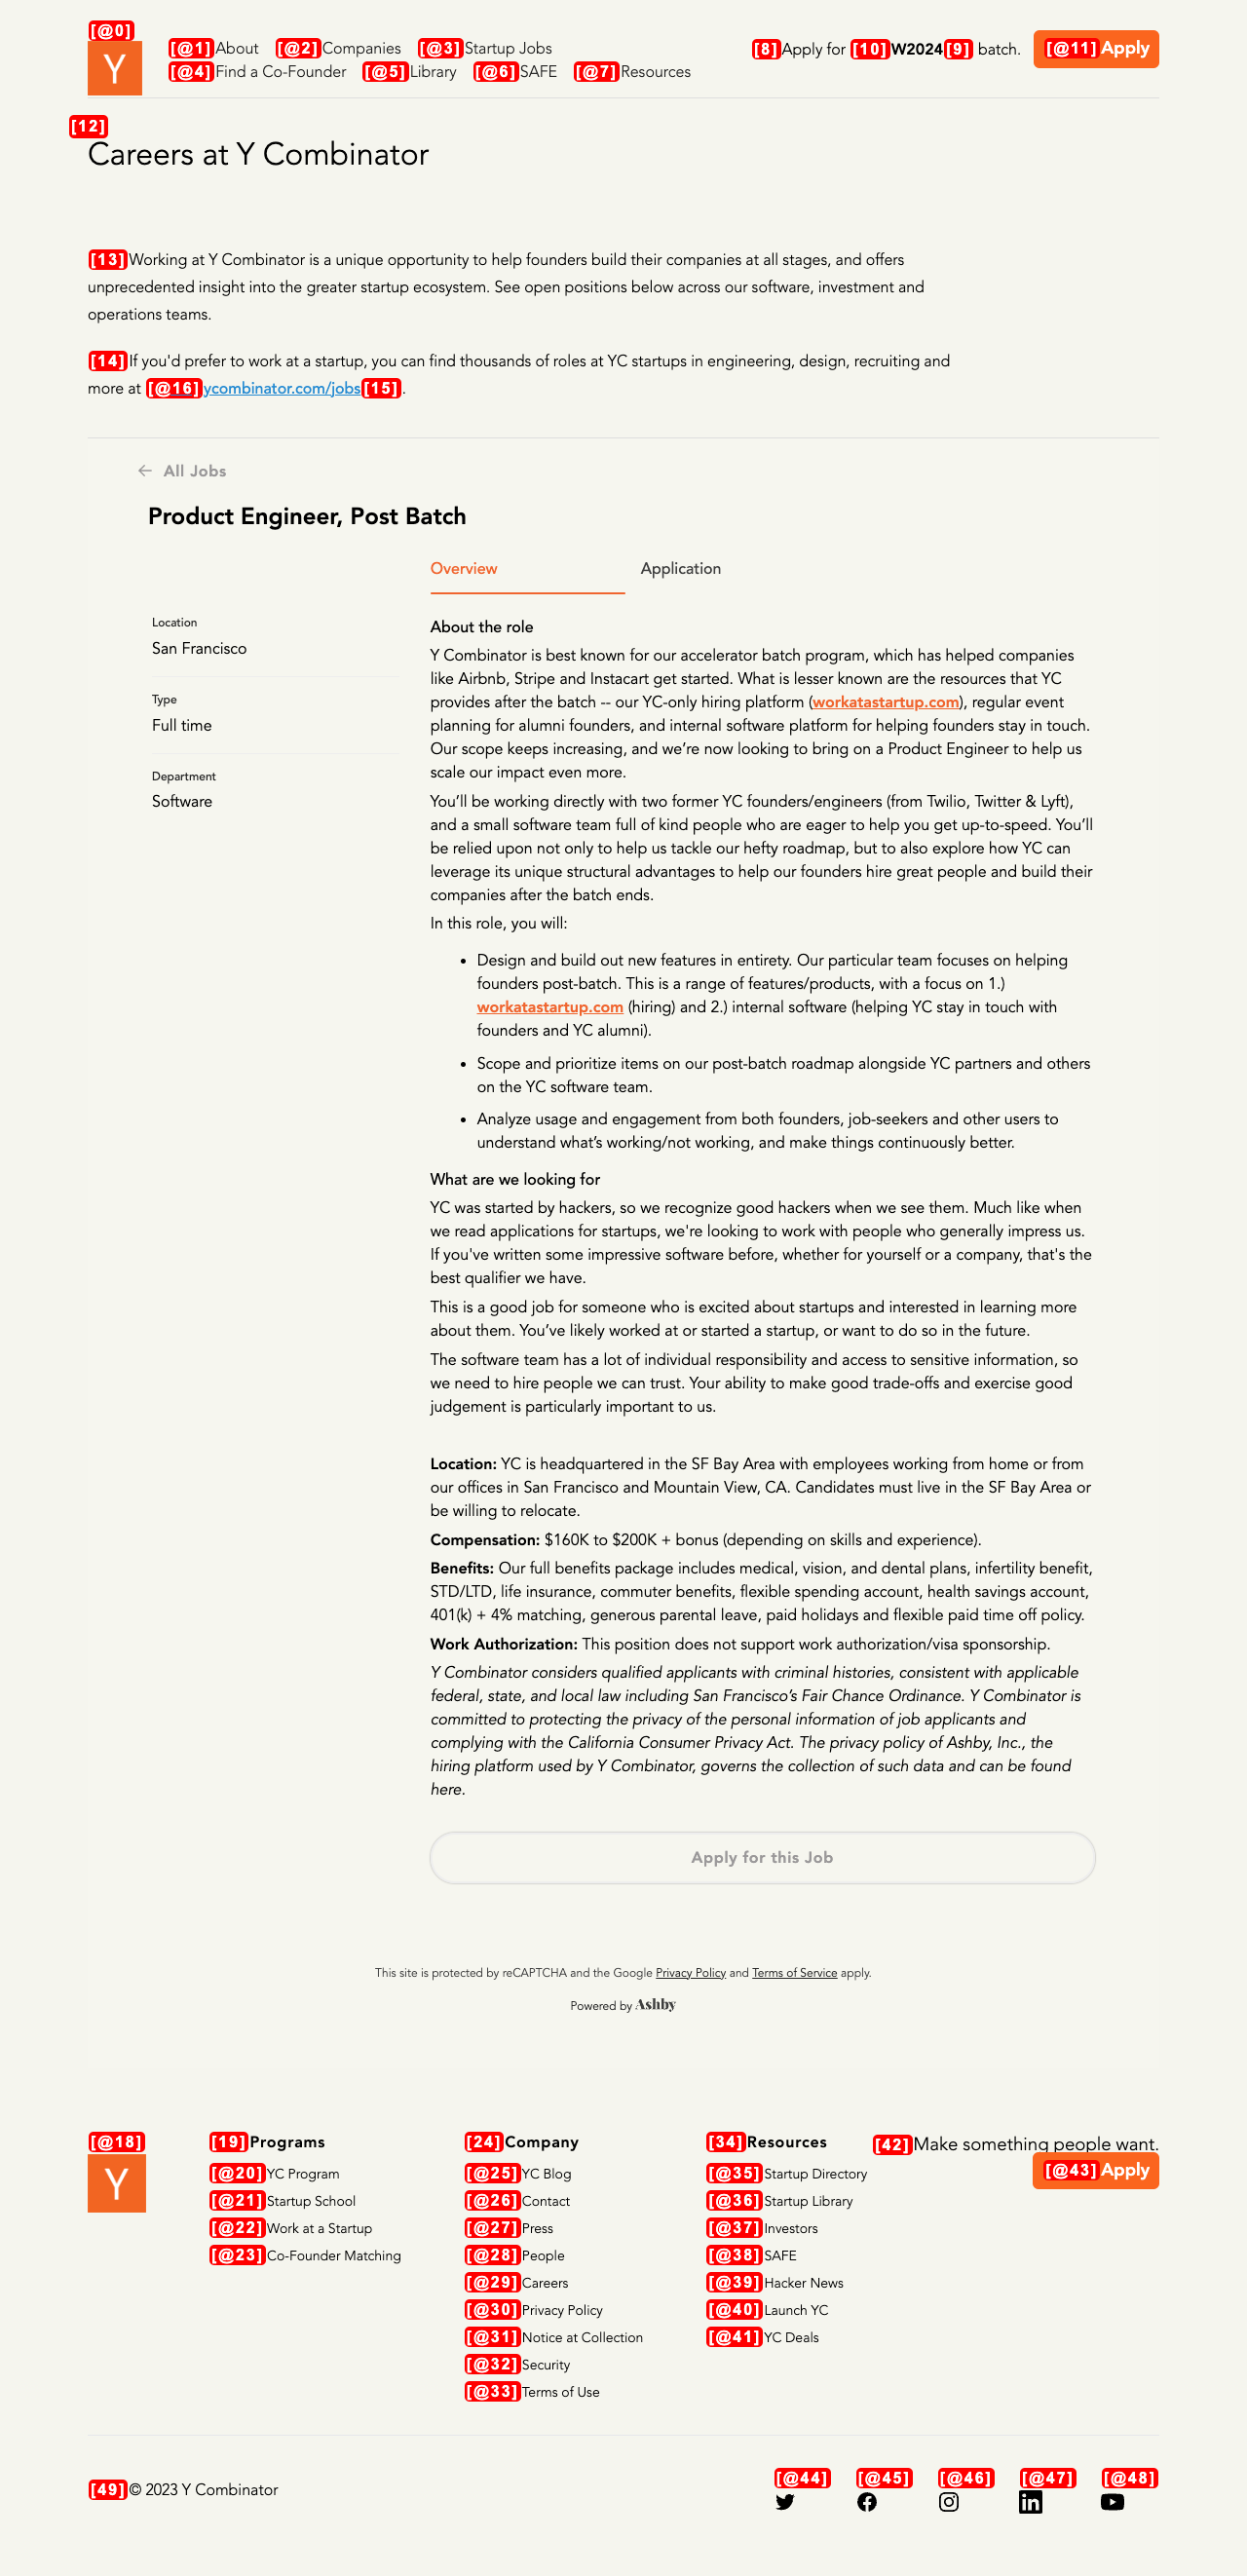 [@0]
Y
[@1]About [@2]Companies [@3]Startup Jobs
[@4]Find a Co-Founder [@5]Library [@6]SAFE [@7]Resources
[8]Apply for [10]W2024[9] batch. [@11]Apply
[12]
Careers at Y Combinator
[13]Working at Y Combinator is a unique opportunity to help founders build their companies at all stages, and offers
unprecedented insight into the greater startup ecosystem. See open positions below across our software, investment and
operations teams.
[14]If you'd prefer to work at a startup, you can find thousands of roles at YC startups in engineering, design, recruiting and
more at [@16]ycombinator.com/jobs[15].
← All Jobs
Product Engineer, Post Batch
Overview Application
Location
San Francisco
Type
Full time
Department
Software
About the role
Y Combinator is best known for our accelerator batch program, which has helped companies
like Airbnb, Stripe and Instacart get started. What is lesser known are the resources that YC
provides after the batch -- our YC-only hiring platform (workatastartup.com), regular event
planning for alumni founders, and internal software platform for helping founders stay in touch.
Our scope keeps increasing, and we’re now looking to bring on a Product Engineer to help us
scale our impact even more.
You’ll be working directly with two former YC founders/engineers (from Twilio, Twitter & Lyft),
and a small software team full of kind people who are eager to help you get up-to-speed. You’ll
be relied upon not only to help us tackle our hefty roadmap, but to also explore how YC can
leverage its unique structural advantages to help our founders hire great people and build their
companies after the batch ends.
In this role, you will:
• Design and build out new features in entirety. Our particular team focuses on helping
founders post-batch. This is a range of features/products, with a focus on 1.)
workatastartup.com (hiring) and 2.) internal software (helping YC stay in touch with
founders and YC alumni).
• Scope and prioritize items on our post-batch roadmap alongside YC partners and others
on the YC software team.
• Analyze usage and engagement from both founders, job-seekers and other users to
understand what’s working/not working, and make things continuously better.
What are we looking for
YC was started by hackers, so we recognize good hackers when we see them. Much like when
we read applications for startups, we're looking to work with people who generally impress us.
If you've written some impressive software before, whether for yourself or a company, that's the
best qualifier we have.
This is a good job for someone who is excited about startups and interested in learning more
about them. You’ve likely worked at or started a startup, or want to do so in the future.
The software team has a lot of individual responsibility and access to sensitive information, so
we need to hire people we can trust. Your ability to make good trade-offs and exercise good
judgement is particularly important to us.
Location: YC is headquartered in the SF Bay Area with employees working from home or from
our offices in San Francisco and Mountain View, CA. Candidates must live in the SF Bay Area or
be willing to relocate.
Compensation: $160K to $200K + bonus (depending on skills and experience).
Benefits: Our full benefits package includes medical, vision, and dental plans, infertility benefit,
STD/LTD, life insurance, commuter benefits, flexible spending account, health savings account,
401(k) + 4% matching, generous parental leave, paid holidays and flexible paid time off policy.
Work Authorization: This position does not support work authorization/visa sponsorship.
Y Combinator considers qualified applicants with criminal histories, consistent with applicable
federal, state, and local law including San Francisco’s Fair Chance Ordinance. Y Combinator is
committed to protecting the privacy of the personal information of job applicants and
complying with the California Consumer Privacy Act. The privacy policy of Ashby, Inc., the
hiring platform used by Y Combinator, governs the collection of such data and can be found
here.
Apply for this Job
This site is protected by reCAPTCHA and the Google Privacy Policy and Terms of Service apply.
Powered by Ashby
[@18]
Y
[19]Programs
[@20]YC Program
[@21]Startup School
[@22]Work at a Startup
[@23]Co-Founder Matching
[24]Company
[@25]YC Blog
[@26]Contact
[@27]Press
[@28]People
[@29]Careers
[@30]Privacy Policy
[@31]Notice at Collection
[@32]Security
[@33]Terms of Use
[34]Resources
[@35]Startup Directory
[@36]Startup Library
[@37]Investors
[@38]SAFE
[@39]Hacker News
[@40]Launch YC
[@41]YC Deals
[42]Make something people want.
[@43]Apply
[49]© 2023 Y Combinator
[@44] [@45] [@46] [@47] [@48]